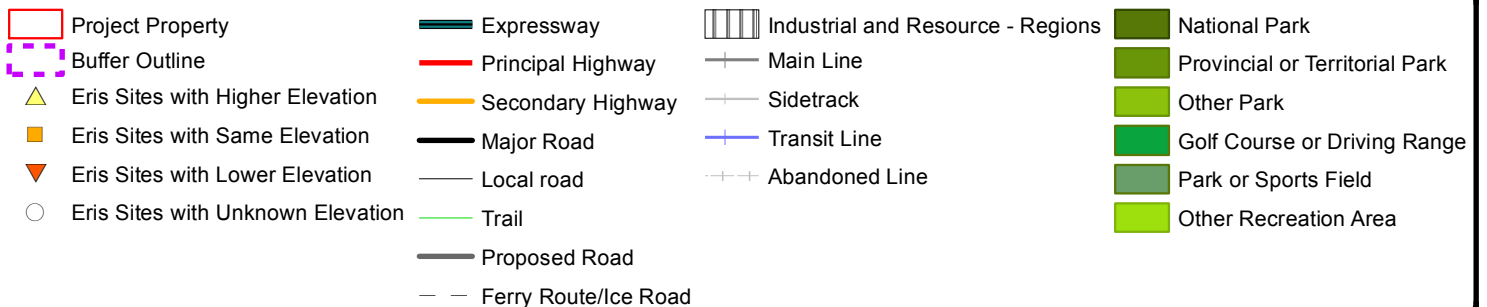 Project Property
Buffer Outline
Eris Sites with Higher Elevation
Eris Sites with Same Elevation
Eris Sites with Lower Elevation
Eris Sites with Unknown Elevation
Expressway
Principal Highway
Secondary Highway
Major Road
Local road
Trail
Proposed Road
Ferry Route/Ice Road
Industrial and Resource - Regions
Main Line
Sidetrack
Transit Line
Abandoned Line
National Park
Provincial or Territorial Park
Other Park
Golf Course or Driving Range
Park or Sports Field
Other Recreation Area